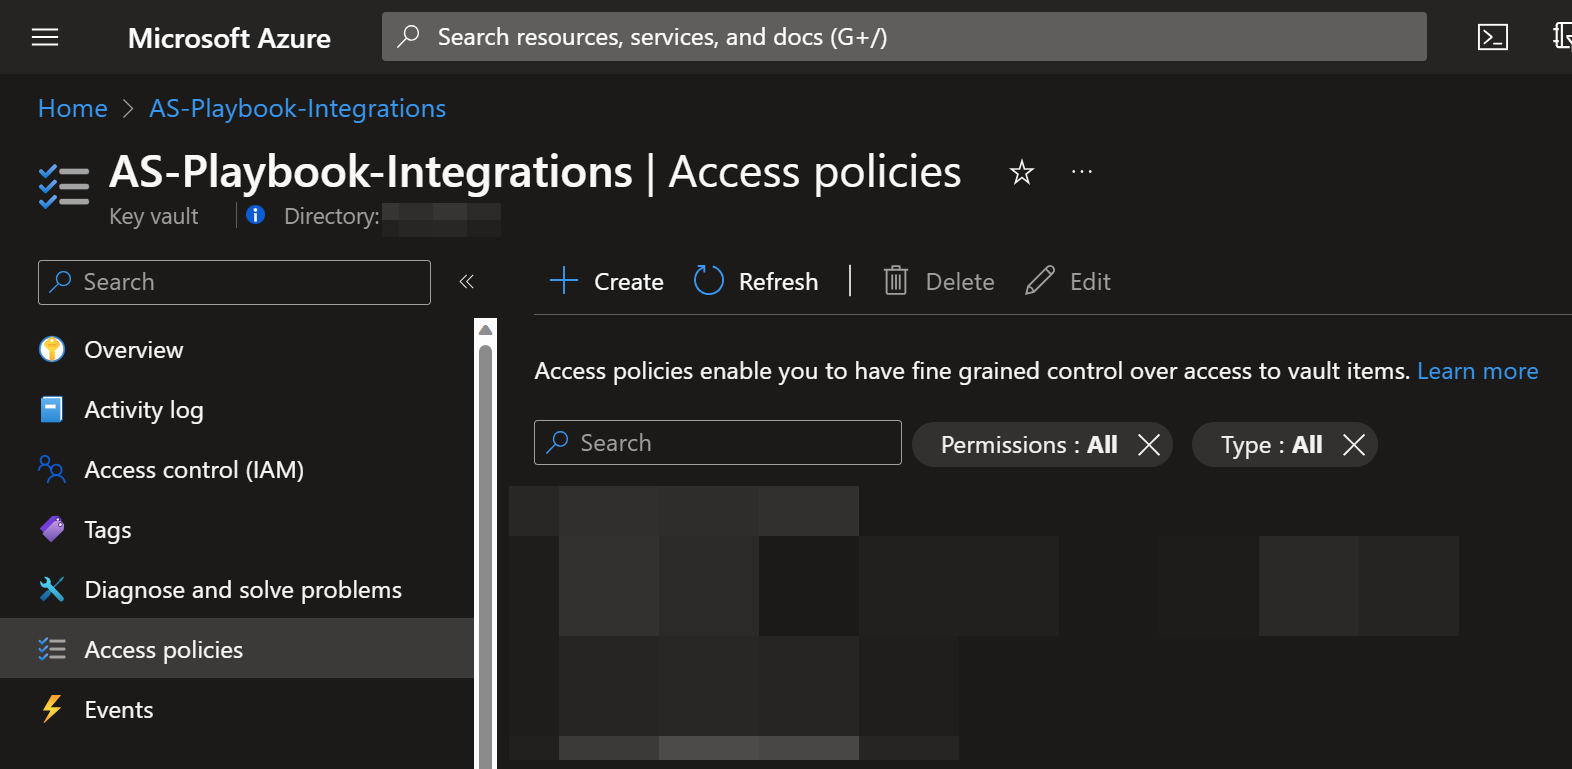 Microsoft Azure
Search resources, services, and docs (G+/)
Home > AS-Playbook-Integrations
AS-Playbook-Integrations | Access policies
Key vault
Directory:
Search
Create
Refresh
Delete
Edit
Overview
Activity log
Access control (IAM)
Tags
Diagnose and solve problems
Access policies
Events
Access policies enable you to have fine grained control over access to vault items. Learn more
Search
Permissions : All
Type : All